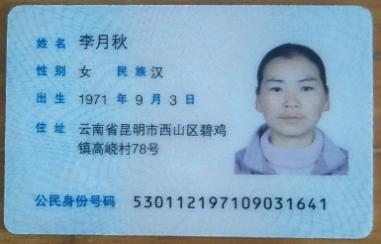 姓名 李月秋
性别 女 民族 汉
出生 1971 年 9 月 3 日
住址 云南省昆明市西山区碧鸡
镇高峣村78号
公民身份号码 530112197109031641